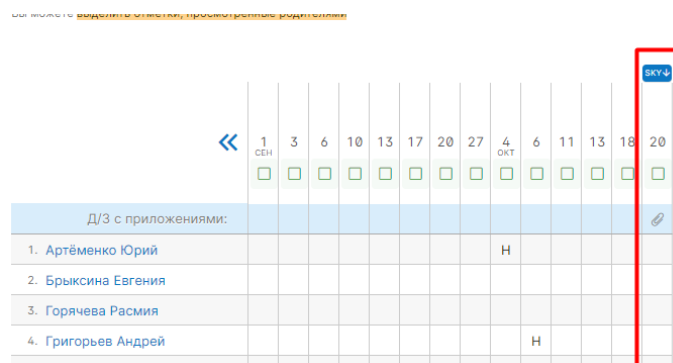 Вы можете выделить отметки, просмотренные родителями
SKY↓
« 1 3 6 10 13 17 20 27 4 6 11 13 18 20
СЕН ОКТ
Д/З с приложениями:
1. Артёменко Юрий Н
2. Брыксина Евгения
3. Горячева Расмия
4. Григорьев Андрей Н